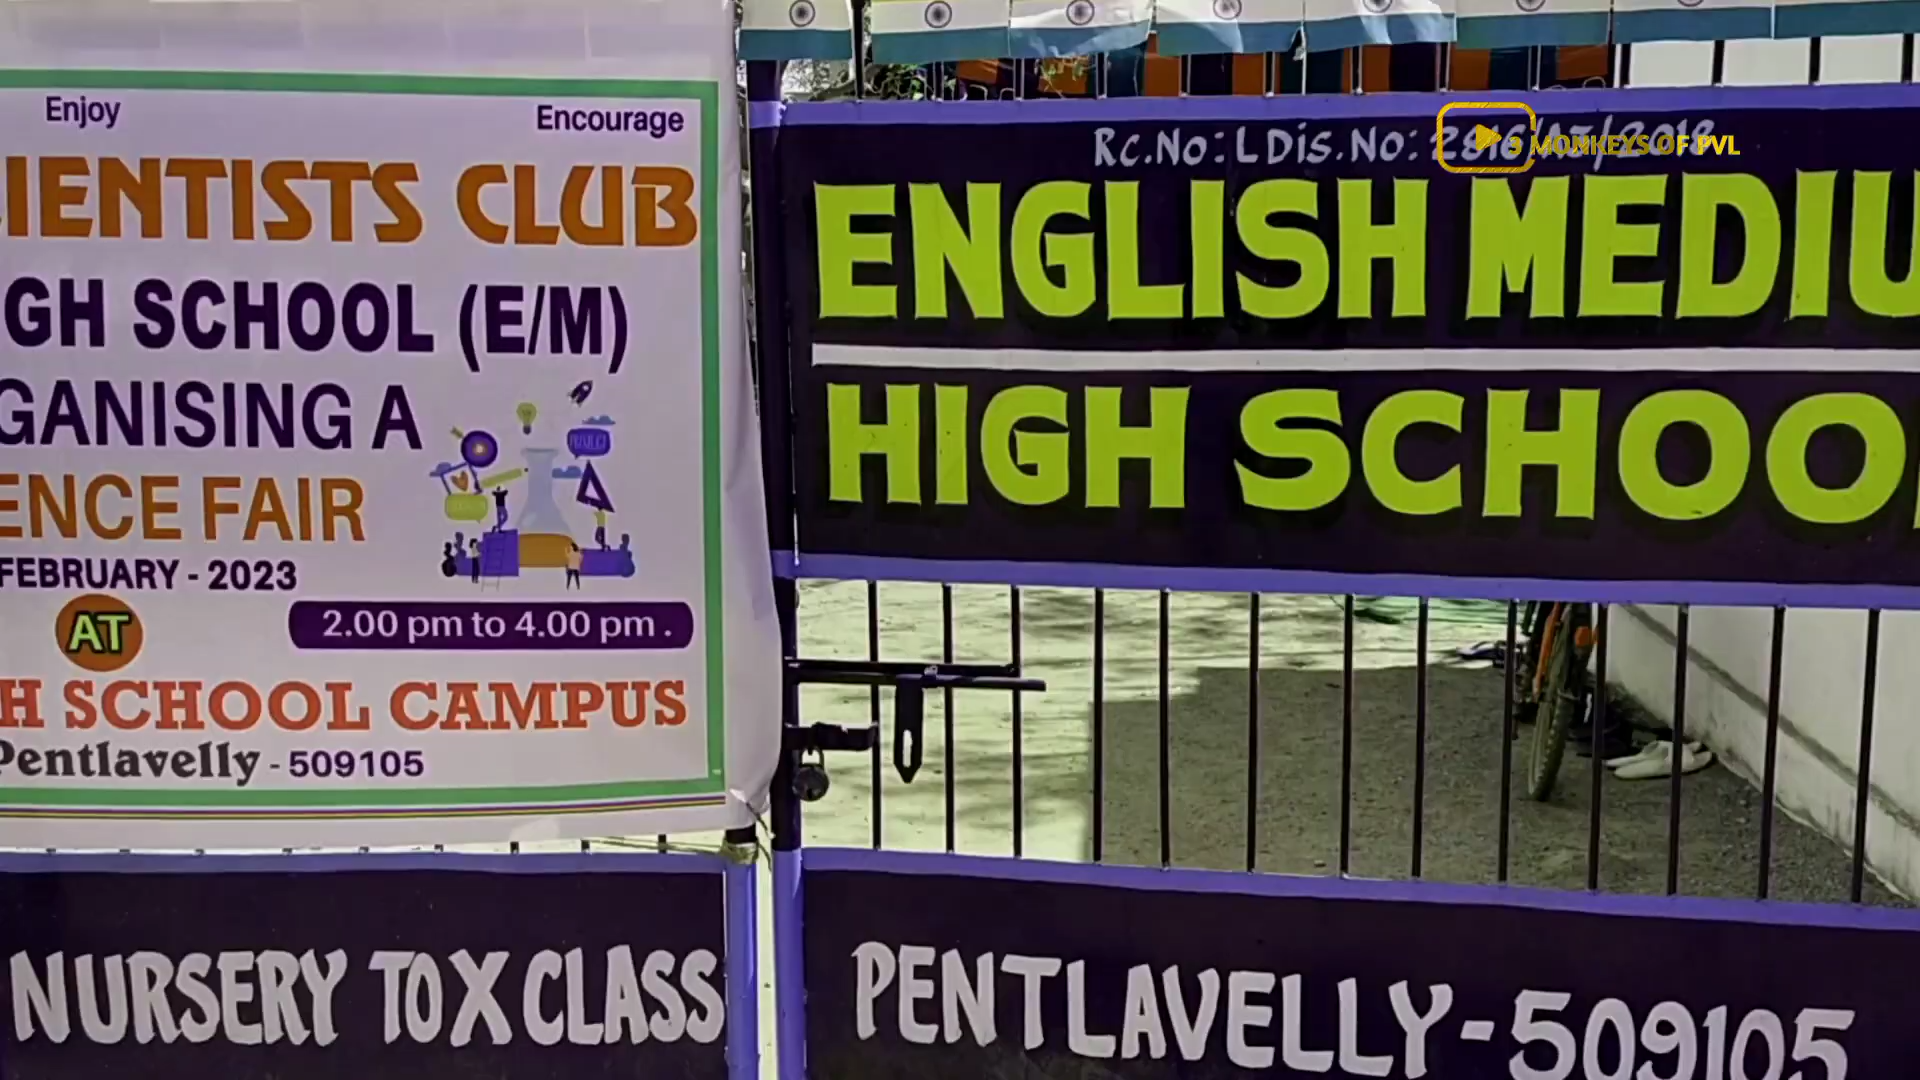 Enjoy Encourage
IENTISTS CLUB
GH SCHOOL (E/M)
GANISING A
ENCE FAIR
FEBRUARY - 2023
AT 2.00 pm to 4.00 pm .
H SCHOOL CAMPUS
Pentlavelly - 509105
NURSERY TO X CLASS
Rc.No: L Dis.No:
3 MONKEYS OF PVL
ENGLISH MEDIU
HIGH SCHOO
PENTLAVELLY - 509105